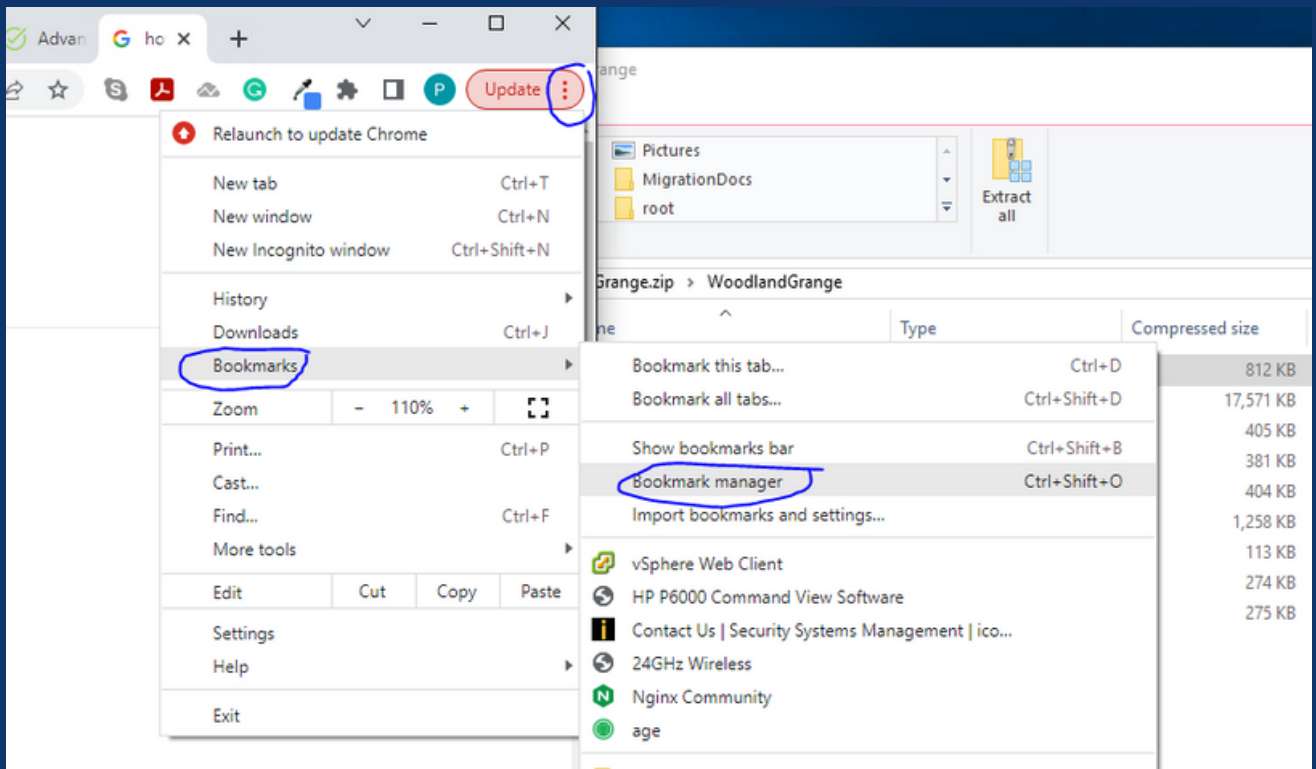 Advan
ho
Update
Relaunch to update Chrome
New tab Ctrl+T
New window Ctrl+N
New Incognito window Ctrl+Shift+N
History
Downloads Ctrl+J
Bookmarks
Zoom - 110% +
Print... Ctrl+P
Cast...
Find... Ctrl+F
More tools
Edit Cut Copy Paste
Settings
Help
Exit
Bookmark this tab... Ctrl+D
Bookmark all tabs... Ctrl+Shift+D
Show bookmarks bar Ctrl+Shift+B
Bookmark manager Ctrl+Shift+O
Import bookmarks and settings...
vSphere Web Client
HP P6000 Command View Software
Contact Us | Security Systems Management | ico...
24GHz Wireless
Nginx Community
age
range
Pictures
MigrationDocs
root
Extract
all
Grange.zip > WoodlandGrange
me Type Compressed size
812 KB
17,571 KB
405 KB
381 KB
404 KB
1,258 KB
113 KB
274 KB
275 KB